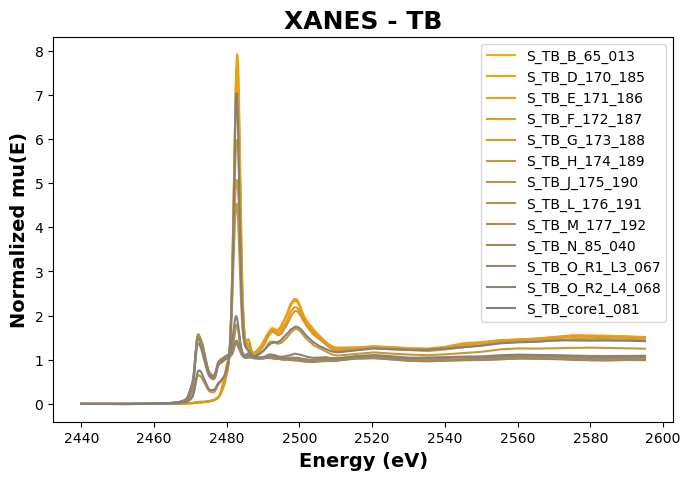 XANES - TB
Normalized mu(E)
8
7
6
5
4
3
2
1
0
S_TB_B_65_013
S_TB_D_170_185
S_TB_E_171_186
S_TB_F_172_187
S_TB_G_173_188
S_TB_H_174_189
S_TB_J_175_190
S_TB_L_176_191
S_TB_M_177_192
S_TB_N_85_040
S_TB_O_R1_L3_067
S_TB_O_R2_L4_068
S_TB_core1_081
2440 2460 2480 2500 2520 2540 2560 2580 2600
Energy (eV)